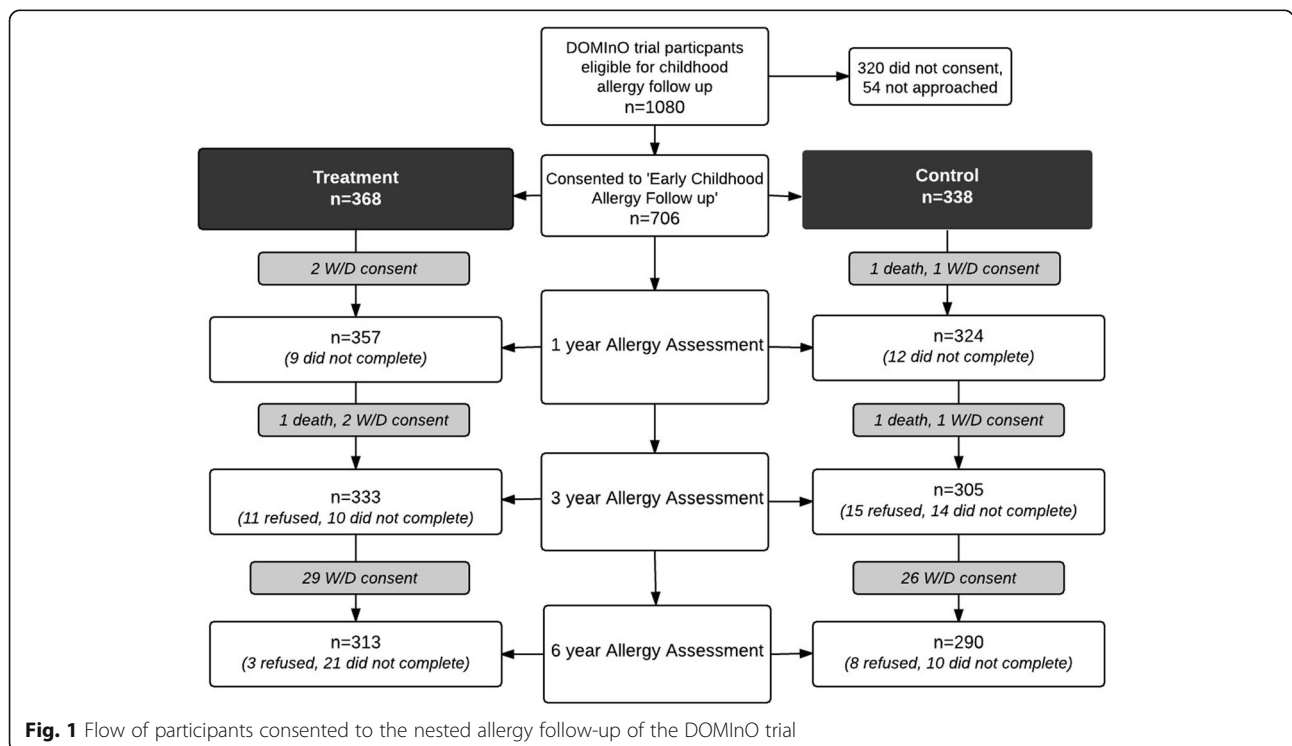 DOMInO trial particpants
eligible for childhood
allergy follow up
n=1080
320 did not consent,
54 not approached
Treatment
n=368
Consented to 'Early Childhood
Allergy Follow up'
n=706
Control
n=338
2 W/D consent
1 death, 1 W/D consent
n=357
(9 did not complete)
1 year Allergy Assessment
n=324
(12 did not complete)
1 death, 2 W/D consent
1 death, 1 W/D consent
n=333
(11 refused, 10 did not complete)
3 year Allergy Assessment
n=305
(15 refused, 14 did not complete)
29 W/D consent
26 W/D consent
n=313
(3 refused, 21 did not complete)
6 year Allergy Assessment
n=290
(8 refused, 10 did not complete)
Fig. 1 Flow of participants consented to the nested allergy follow-up of the DOMInO trial